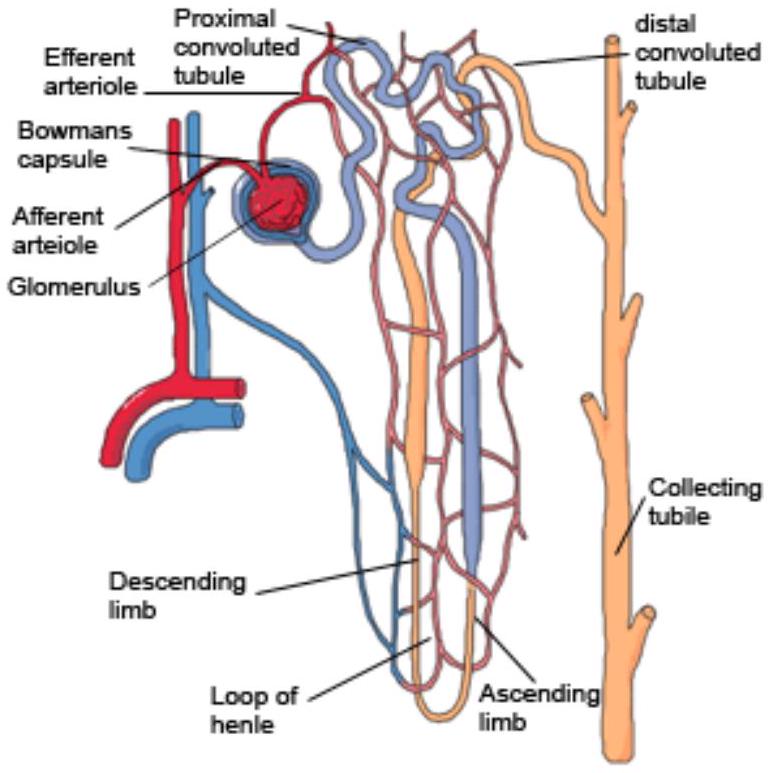 Proximal
convoluted
tubule
distal
convoluted
tubule
Efferent
arteriole
Bowmans
capsule
Afferent
arteiole
Glomerulus
Collecting
tubile
Descending
limb
Loop of
henle
Ascending
limb